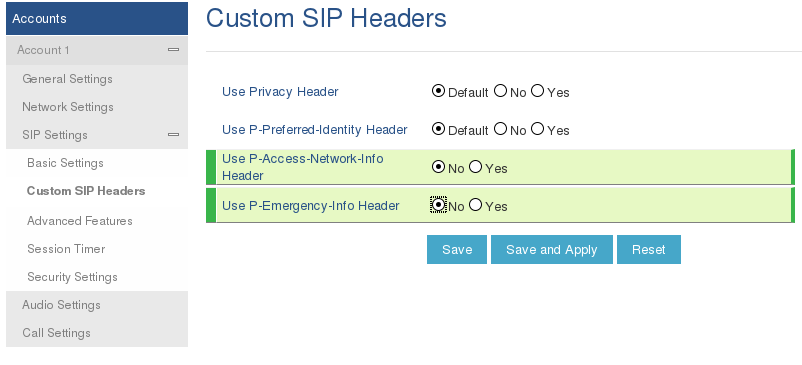 Accounts
Account 1
General Settings
Network Settings
SIP Settings
Basic Settings
Custom SIP Headers
Advanced Features
Session Timer
Security Settings
Audio Settings
Call Settings
Custom SIP Headers
Use Privacy Header Default No Yes
Use P-Preferred-Identity Header Default No Yes
Use P-Access-Network-Info
Header No Yes
Use P-Emergency-Info Header No Yes
Save Save and Apply Reset